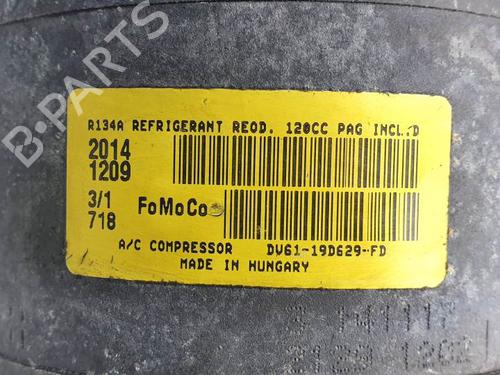 B-PARTS
R134A REFRIGERANT REQD. 120CC PAG INCL.D
2014
1209
3/1
718
FoMoCo
A/C COMPRESSOR DV61-19D629-FD
MADE IN HUNGARY